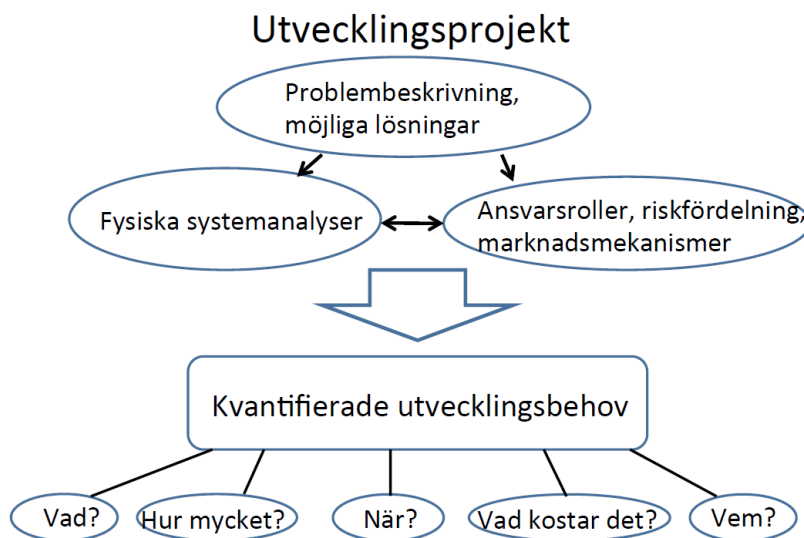 Utvecklingsprojekt
Problembeskrivning,
möjliga lösningar
Fysiska systemanalyser
Ansvarsroller, riskfördelning,
marknadsmekanismer
Kvantifierade utvecklingsbehov
Vad?
Hur mycket?
När?
Vad kostar det?
Vem?